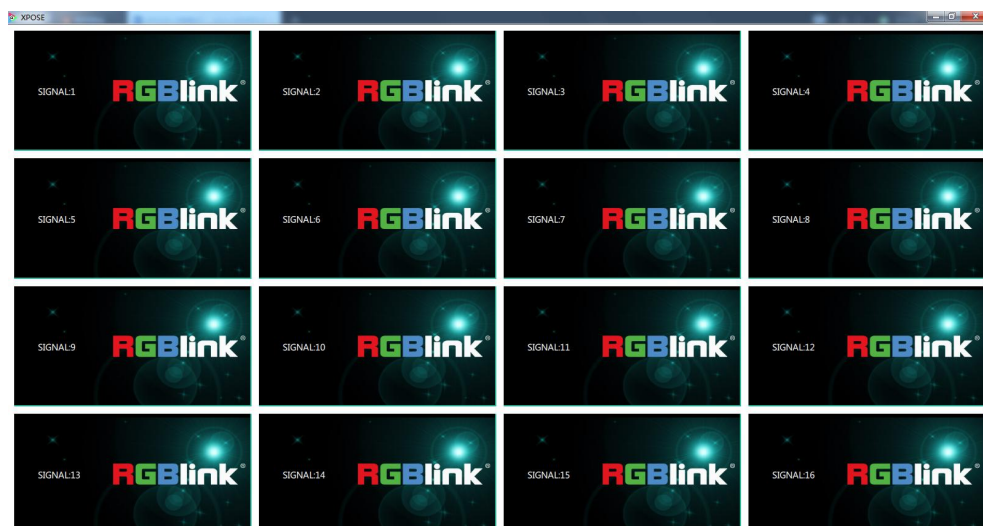 XPOSE
SIGNAL:1 RGBlink® SIGNAL:2 RGBlink® SIGNAL:3 RGBlink® SIGNAL:4 RGBlink®
SIGNAL:5 RGBlink® SIGNAL:6 RGBlink® SIGNAL:7 RGBlink® SIGNAL:8 RGBlink®
SIGNAL:9 RGBlink® SIGNAL:10 RGBlink® SIGNAL:11 RGBlink® SIGNAL:12 RGBlink®
SIGNAL:13 RGBlink® SIGNAL:14 RGBlink® SIGNAL:15 RGBlink® SIGNAL:16 RGBlink®